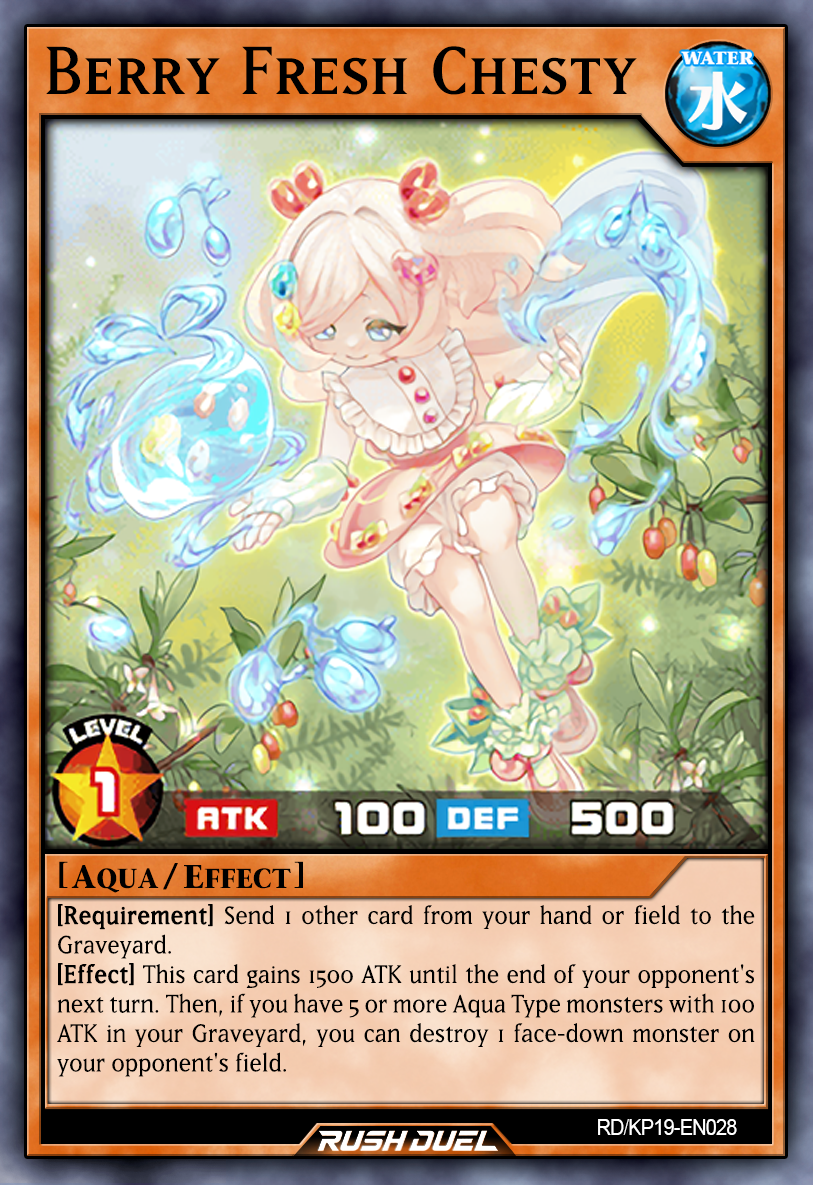 Berry Fresh Chesty
WATER
水
LEVEL
1
ATK 100 DEF 500
[Aqua/Effect]
[Requirement] Send 1 other card from your hand or field to the
Graveyard.
[Effect] This card gains 1500 ATK until the end of your opponent's
next turn. Then, if you have 5 or more Aqua Type monsters with 100
ATK in your Graveyard, you can destroy 1 face-down monster on
your opponent's field.
RD/KP19-EN028
RUSH DUEL